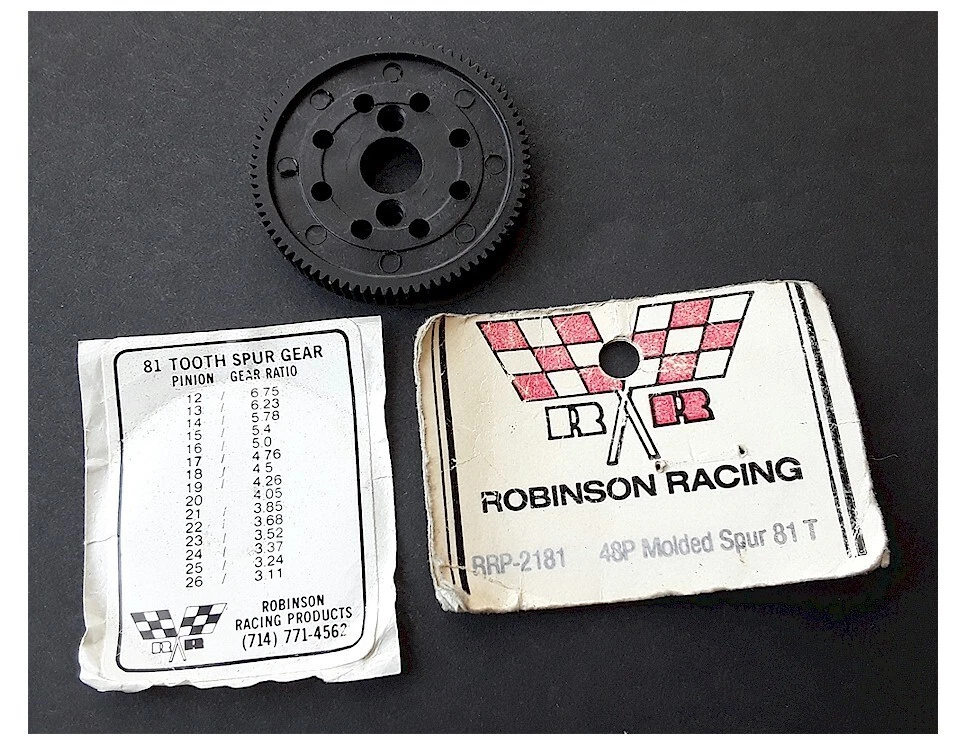 81 TOOTH SPUR GEAR
PINION GEAR RATIO
12 / 6.75
13 / 6.23
14 / 5.78
15 / 5.4
16 / 5.0
17 / 4.76
18 / 4.5
19 / 4.26
20 4.05
21 / 3.85
22 / 3.68
23 / 3.52
24 / 3.37
25 / 3.24
26 / 3.11
R R
ROBINSON
RACING PRODUCTS
(714) 771-4562
R R
ROBINSON RACING
RRP-2181 48P Molded Spur 81 T